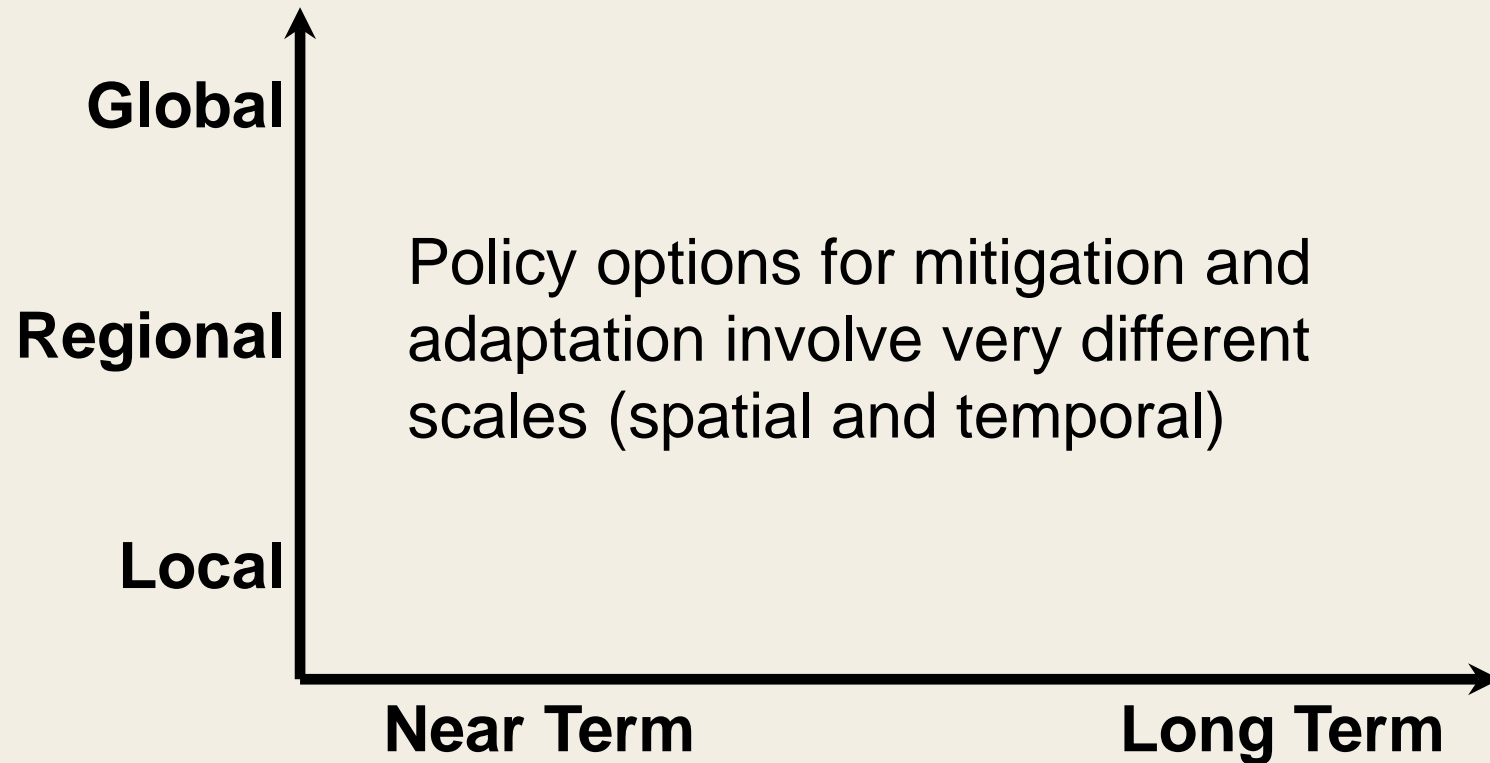 Global
Policy options for mitigation and
Regional
adaptation involve very different
scales (spatial and temporal)
Local
Near Term
Long Term